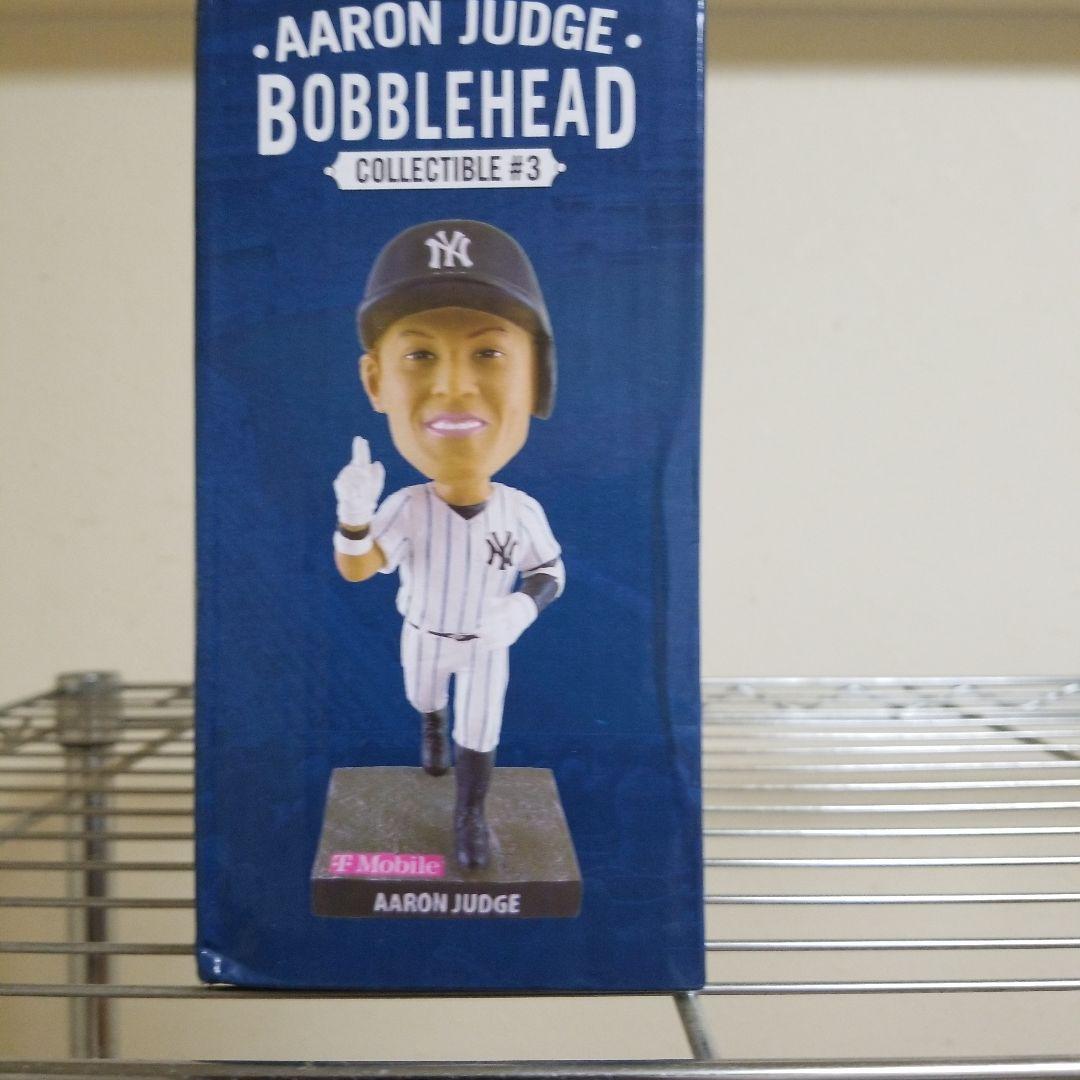 • AARON JUDGE •
BOBBLEHEAD
COLLECTIBLE #3
NY
NY
T Mobile
AARON JUDGE